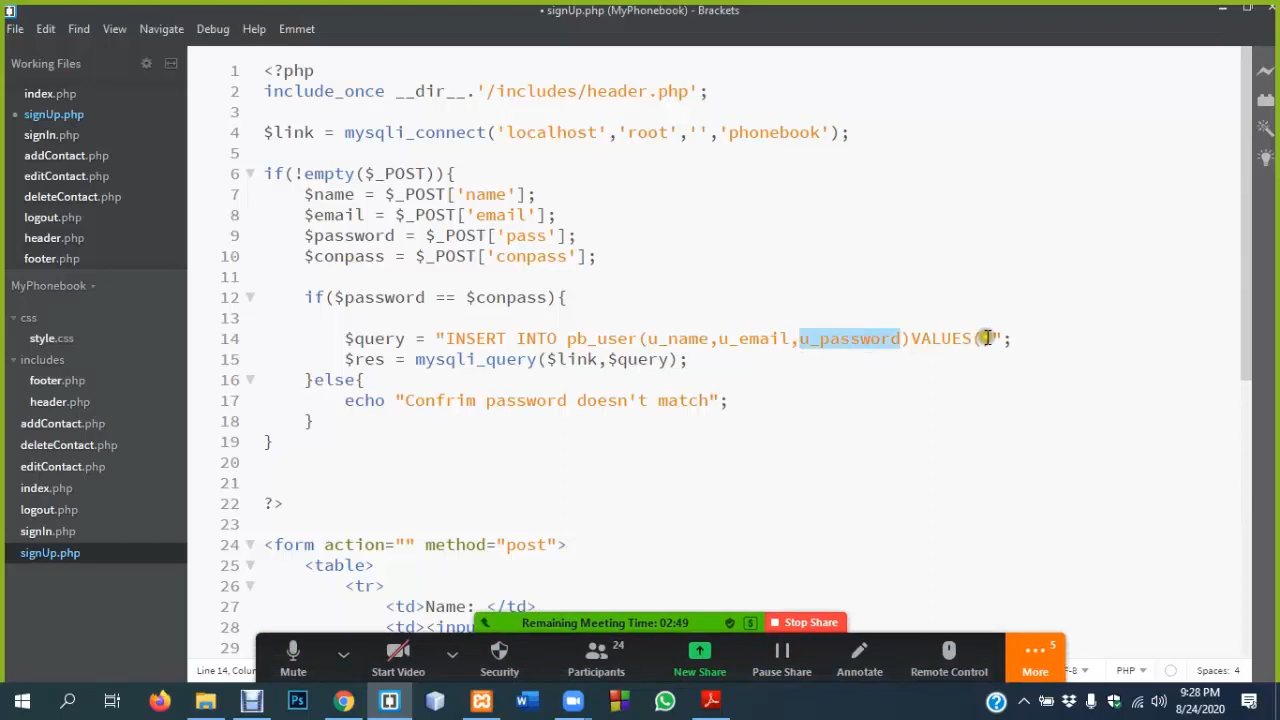 signUp.php (MyPhonebook) - Brackets
File Edit Find View Navigate Debug Help Emmet
Working Files
index.php
signUp.php
signIn.php
addContact.php
editContact.php
deleteContact.php
logout.php
header.php
footer.php
MyPhonebook
css
style.css
includes
footer.php
header.php
addContact.php
deleteContact.php
editContact.php
index.php
logout.php
signIn.php
signUp.php
1 <?php
2 include_once __dir__.'/includes/header.php';
3
4 $link = mysqli_connect('localhost','root','','phonebook');
5
6 if(!empty($_POST)){
7 $name = $_POST['name'];
8 $email = $_POST['email'];
9 $password = $_POST['pass'];
10 $conpass = $_POST['conpass'];
11
12 if($password == $conpass){
13
14 $query = "INSERT INTO pb_user(u_name,u_email,u_password)VALUES( ";
15 $res = mysqli_query($link,$query);
16 }else{
17 echo "Confrim password doesn't match";
18 }
19 }
20
21
22 ?>
23
24 <form action="" method="post">
25 <table>
26 <tr>
27 <td>Name: </td>
28 <td><inpu
29
Remaining Meeting Time: 02:49 $ Stop Share
Mute Start Video Security Participants 24 New Share Pause Share Annotate Remote Control More 5
Line 14, Colu -8 PHP Spaces: 4
9:28 PM
8/24/2020